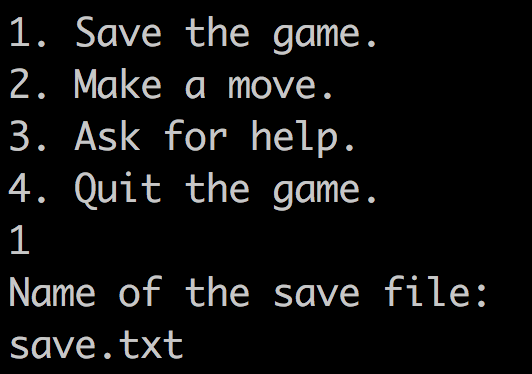 1. Save the game.
2. Make a move.
3. Ask for help.
4. Quit the game.
1
Name of the save file:
save.txt